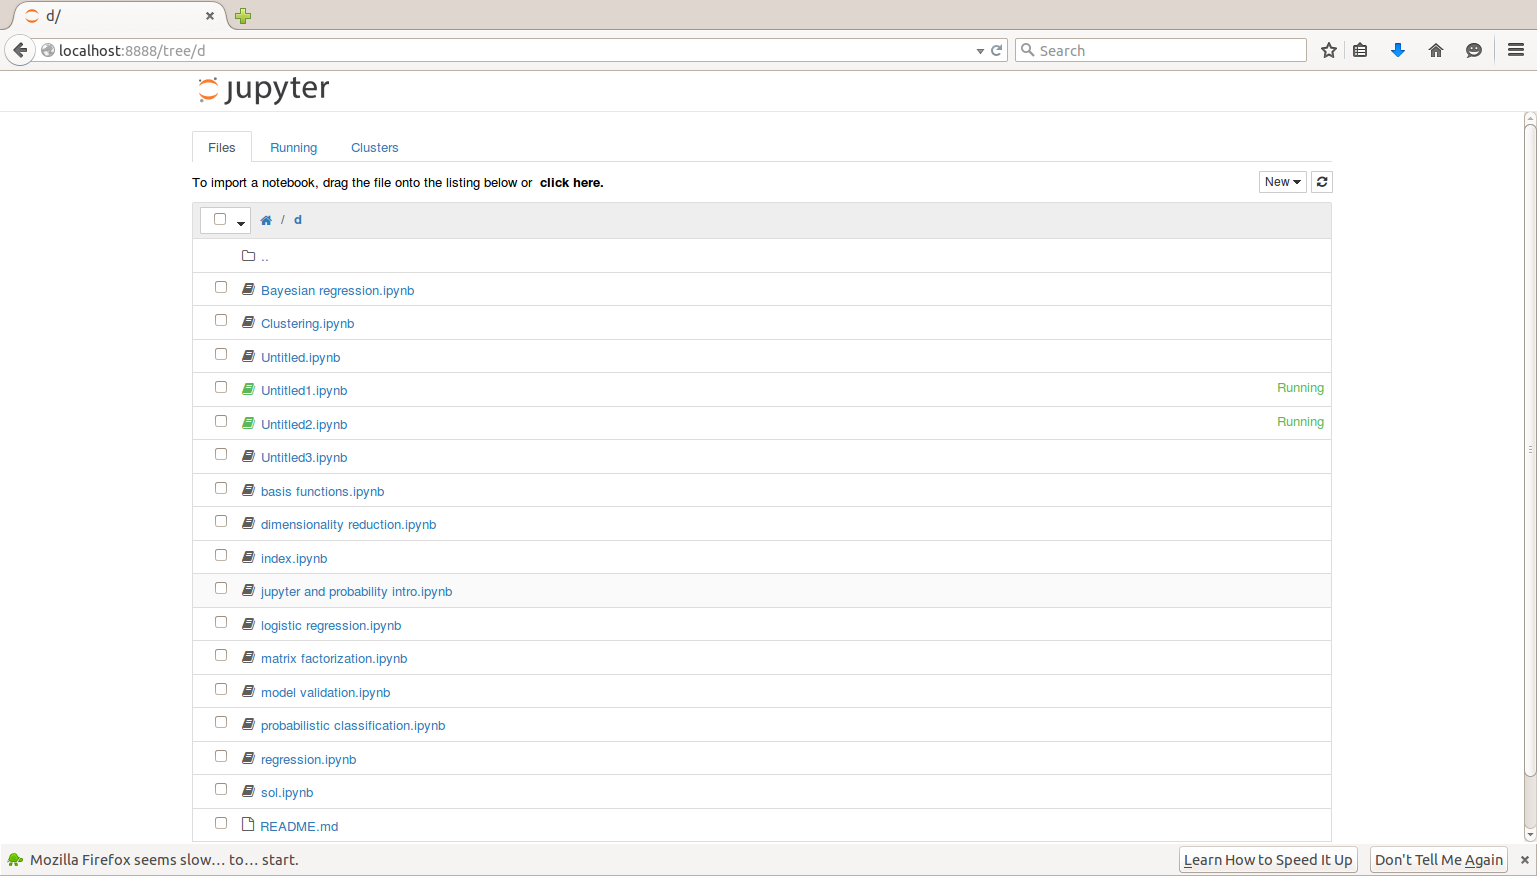 d/
localhost:8888/tree/d
Search
jupyter
Files Running Clusters
To import a notebook, drag the file onto the listing below or click here.
New
/ d
..
Bayesian regression.ipynb
Clustering.ipynb
Untitled.ipynb
Untitled1.ipynb Running
Untitled2.ipynb Running
Untitled3.ipynb
basis functions.ipynb
dimensionality reduction.ipynb
index.ipynb
jupyter and probability intro.ipynb
logistic regression.ipynb
matrix factorization.ipynb
model validation.ipynb
probabilistic classification.ipynb
regression.ipynb
sol.ipynb
README.md
Mozilla Firefox seems slow... to... start. Learn How to Speed It Up Don't Tell Me Again